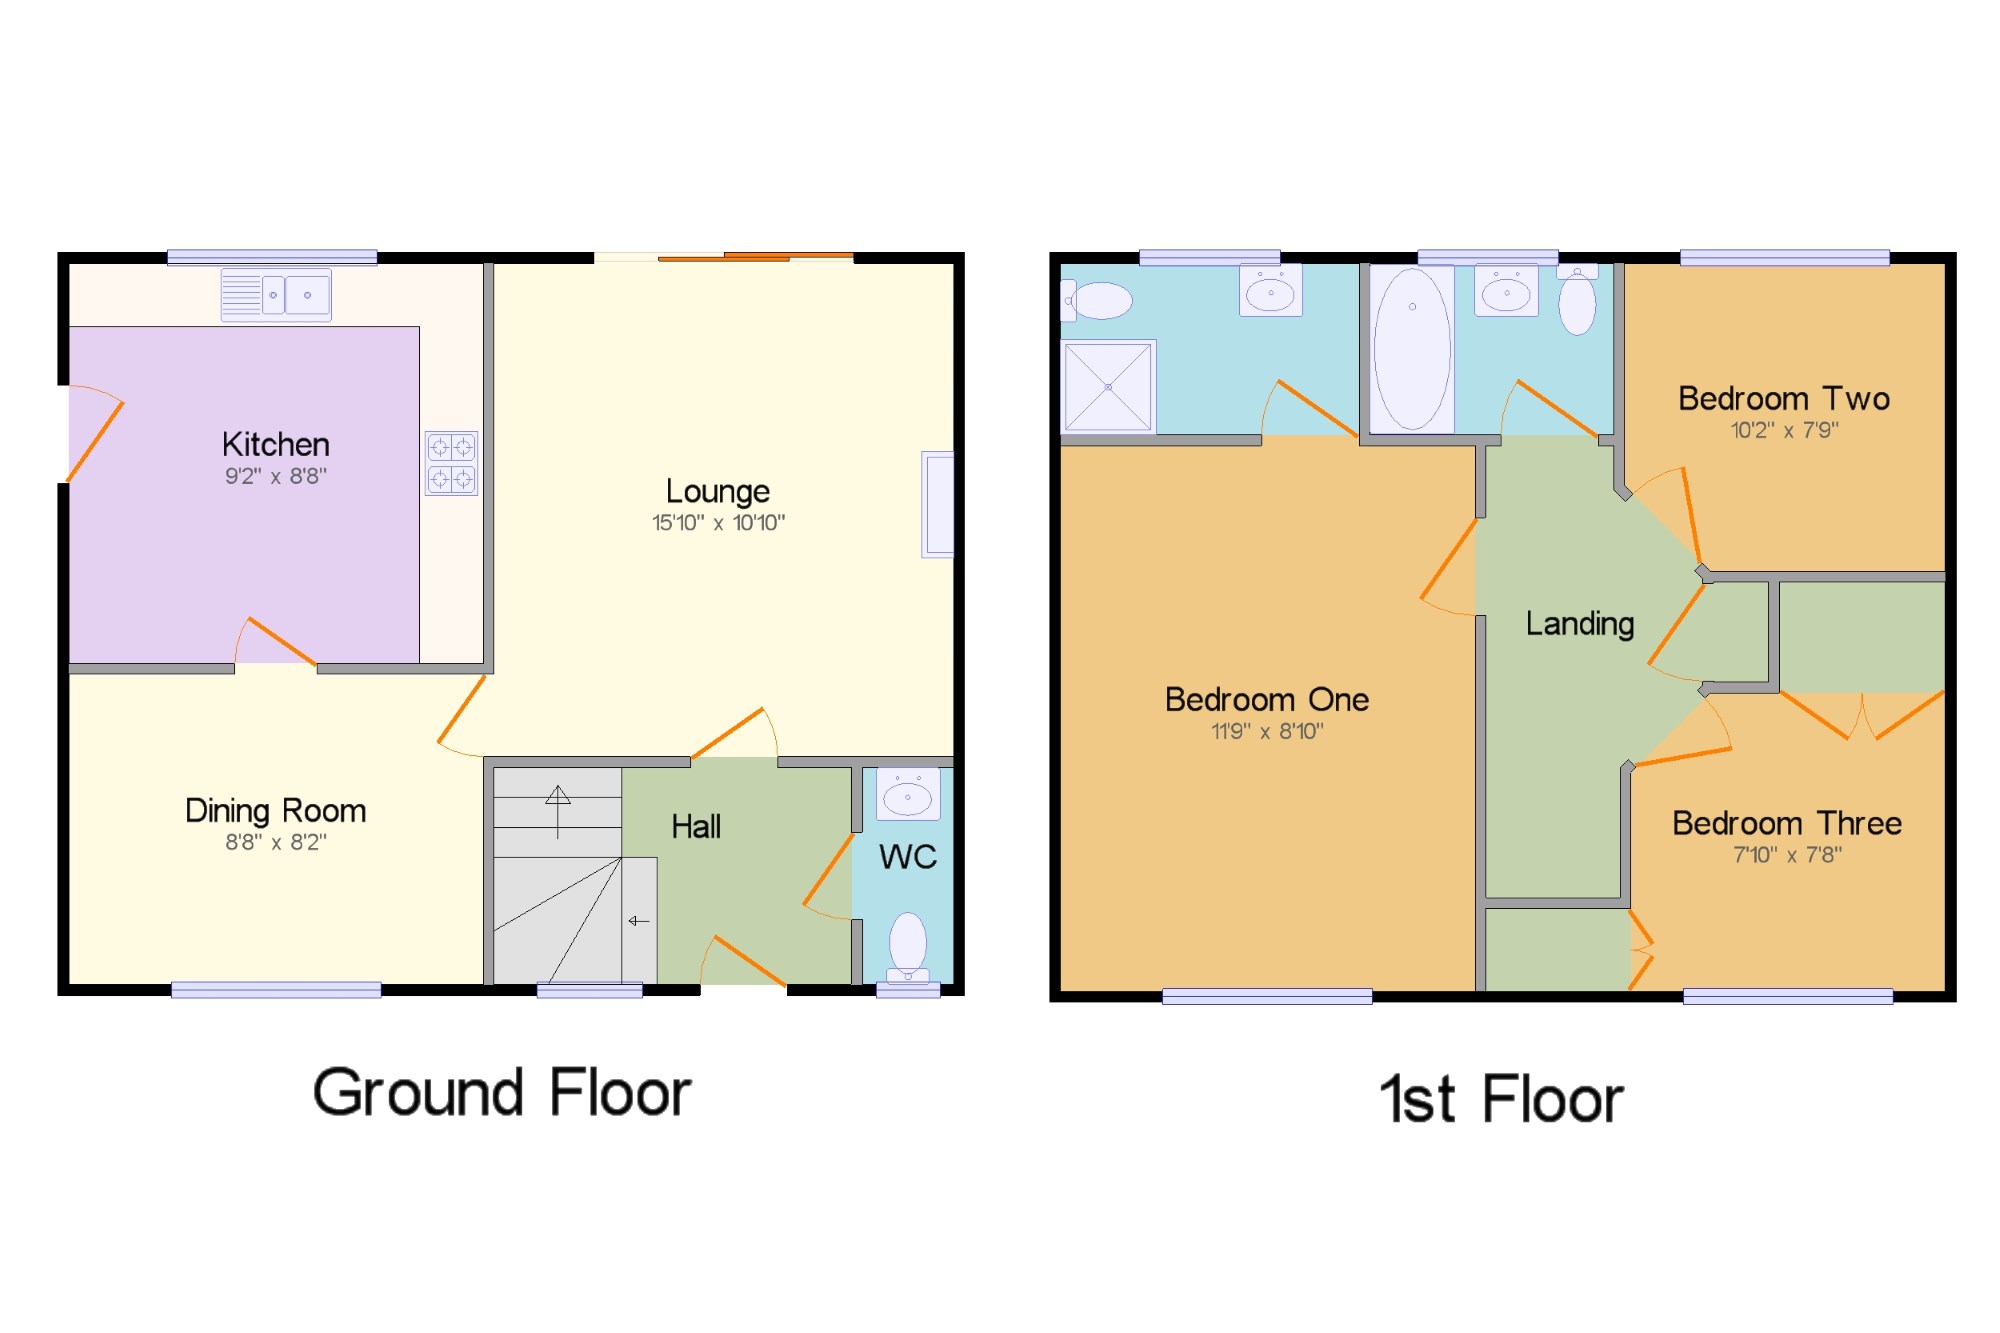 Kitchen
9'2" x 8'8"
Lounge
15'10" x 10'10"
Dining Room
8'8" x 8'2"
Hall
WC
Ground Floor
Bedroom Two
10'2" x 7'9"
Landing
Bedroom One
11'9" x 8'10"
Bedroom Three
7'10" x 7'8"
1st Floor